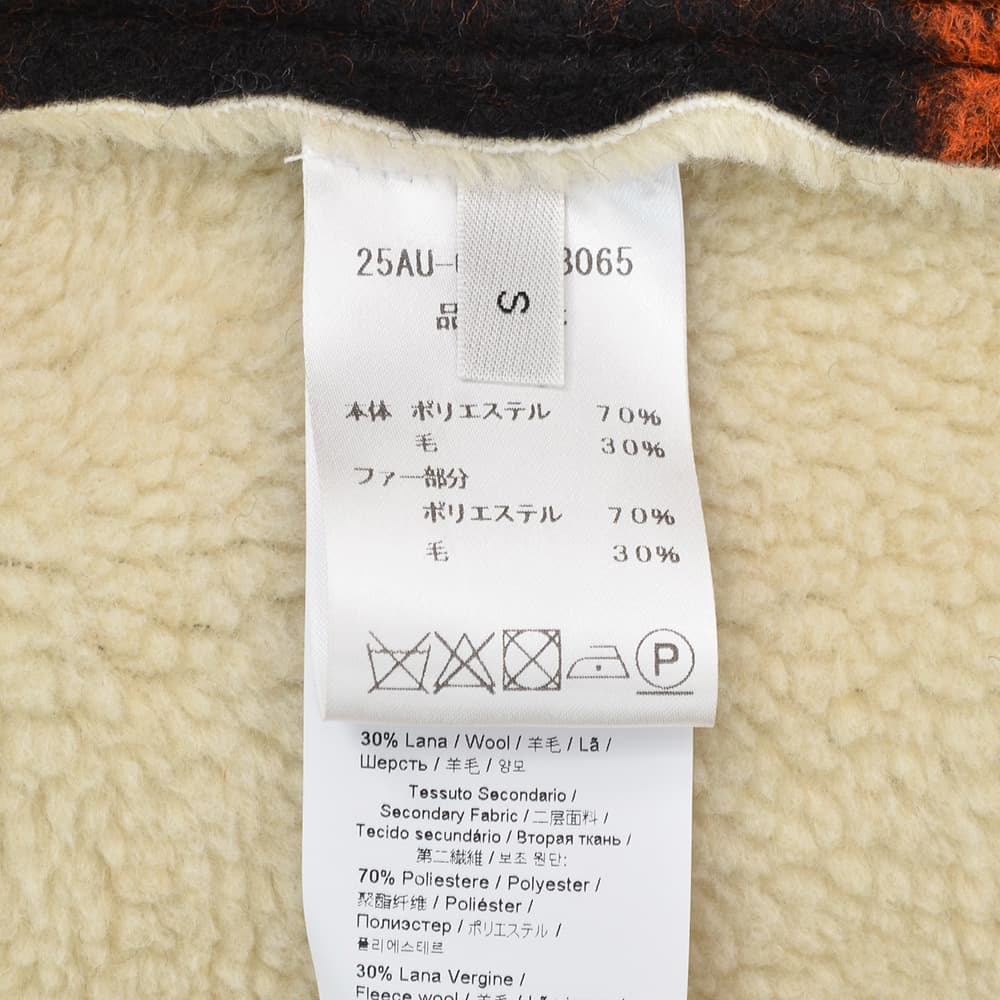 25AU- 3065
S
品
本体 ポリエステル 70%
毛 30%
ファー部分
ポリエステル 70%
毛 30%
P
30% Lana / Wool / 羊毛 / Lã /
Шерсть / 羊毛 / 양모
Tessuto Secondario /
Secondary Fabric / 二层面料 /
Tecido secundário / Вторая ткань /
第二繊維 / 보조 원단:
70% Poliestere / Polyester /
聚酯纤维 / Poliéster /
Полиэстер / ポリエステル /
폴리에스테르
30% Lana Vergine /
Fleece wool / 羊毛 /